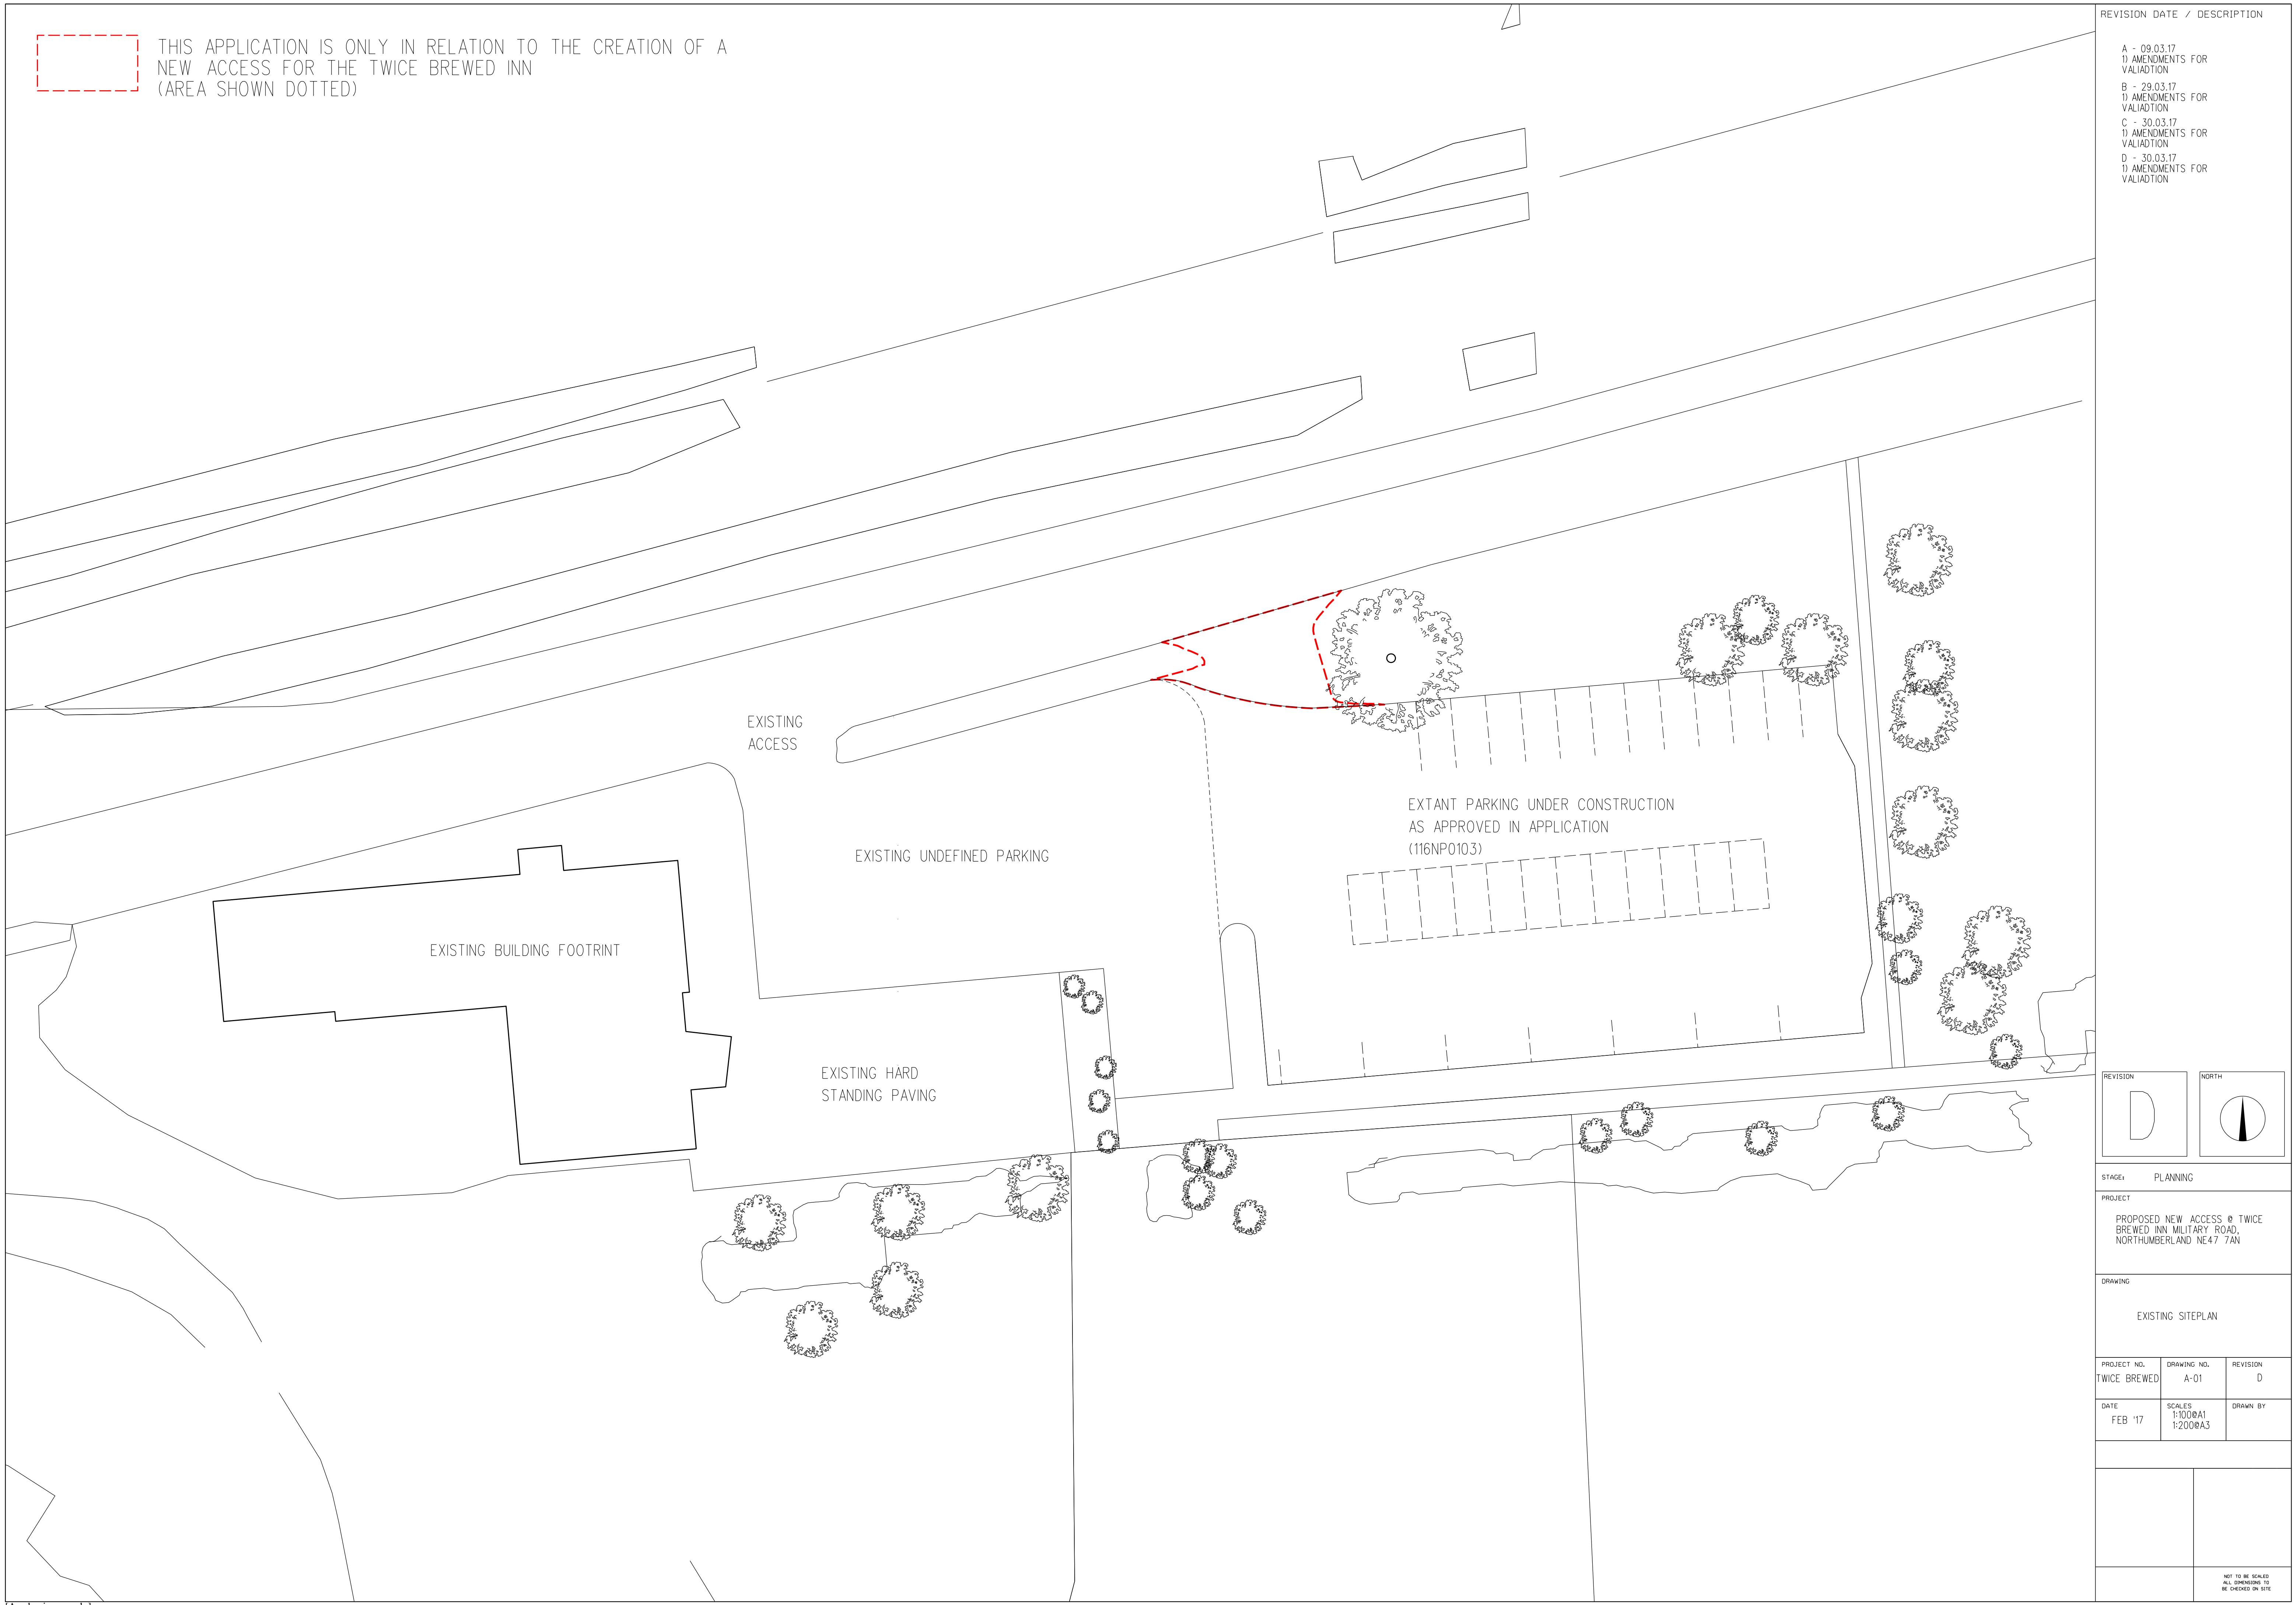 THIS APPLICATION IS ONLY IN RELATION TO THE CREATION OF A
NEW ACCESS FOR THE TWICE BREWED INN
(AREA SHOWN DOTTED)
EXISTING
ACCESS
EXISTING UNDEFINED PARKING
EXTANT PARKING UNDER CONSTRUCTION
AS APPROVED IN APPLICATION
(116NP0103)
EXISTING BUILDING FOOTRINT
EXISTING HARD
STANDING PAVING
REVISION DATE / DESCRIPTION
A - 09.03.17
1) AMENDMENTS FOR
VALIADTION
B - 29.03.17
1) AMENDMENTS FOR
VALIADTION
C - 30.03.17
1) AMENDMENTS FOR
VALIADTION
D - 30.03.17
1) AMENDMENTS FOR
VALIADTION
REVISION
D
NORTH
STAGE: PLANNING
PROJECT
PROPOSED NEW ACCESS @ TWICE
BREWED INN MILITARY ROAD,
NORTHUMBERLAND NE47 7AN
DRAWING
EXISTING SITEPLAN
PROJECT NO. DRAWING NO. REVISION
TWICE BREWED A-01 D
DATE SCALES DRAWN BY
FEB '17
1:100@A1
1:200@A3
NOT TO BE SCALED
ALL DIMENSIONS TO
BE CHECKED ON SITE